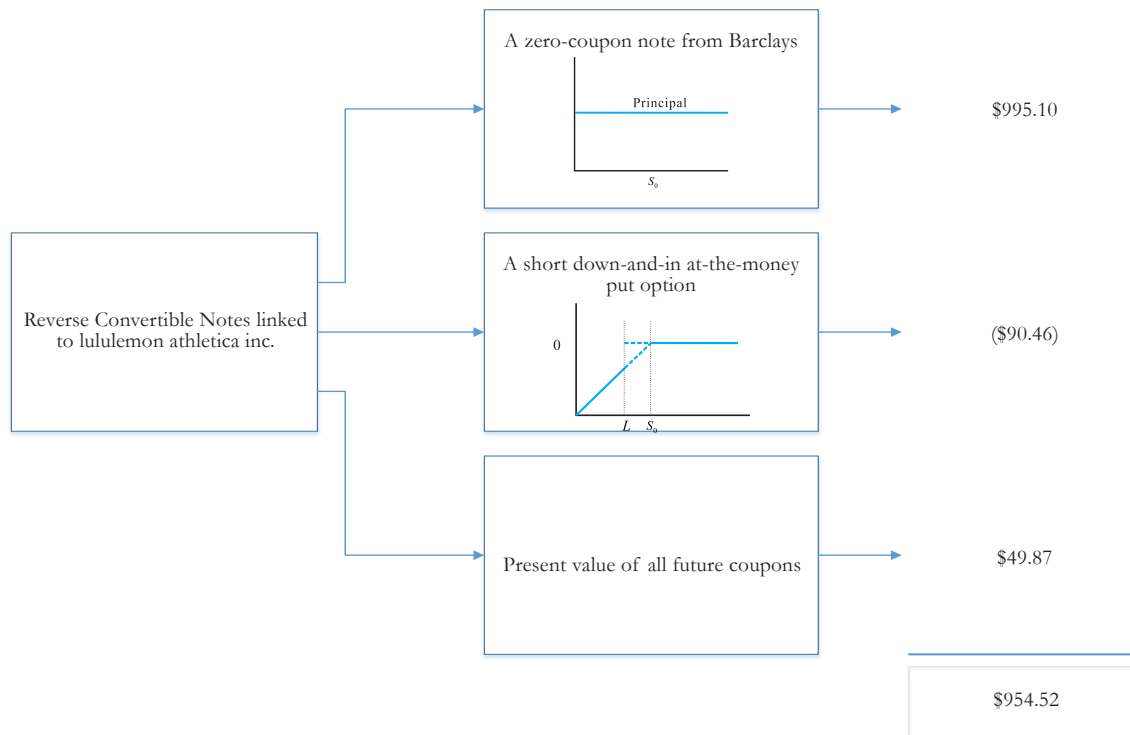 A zero-coupon note from Barclays
Principal
S₀
$995.10
Reverse Convertible Notes linked
to lululemon athletica inc.
A short down-and-in at-the-money
put option
0
L S₀
($90.46)
Present value of all future coupons
$49.87
$954.52